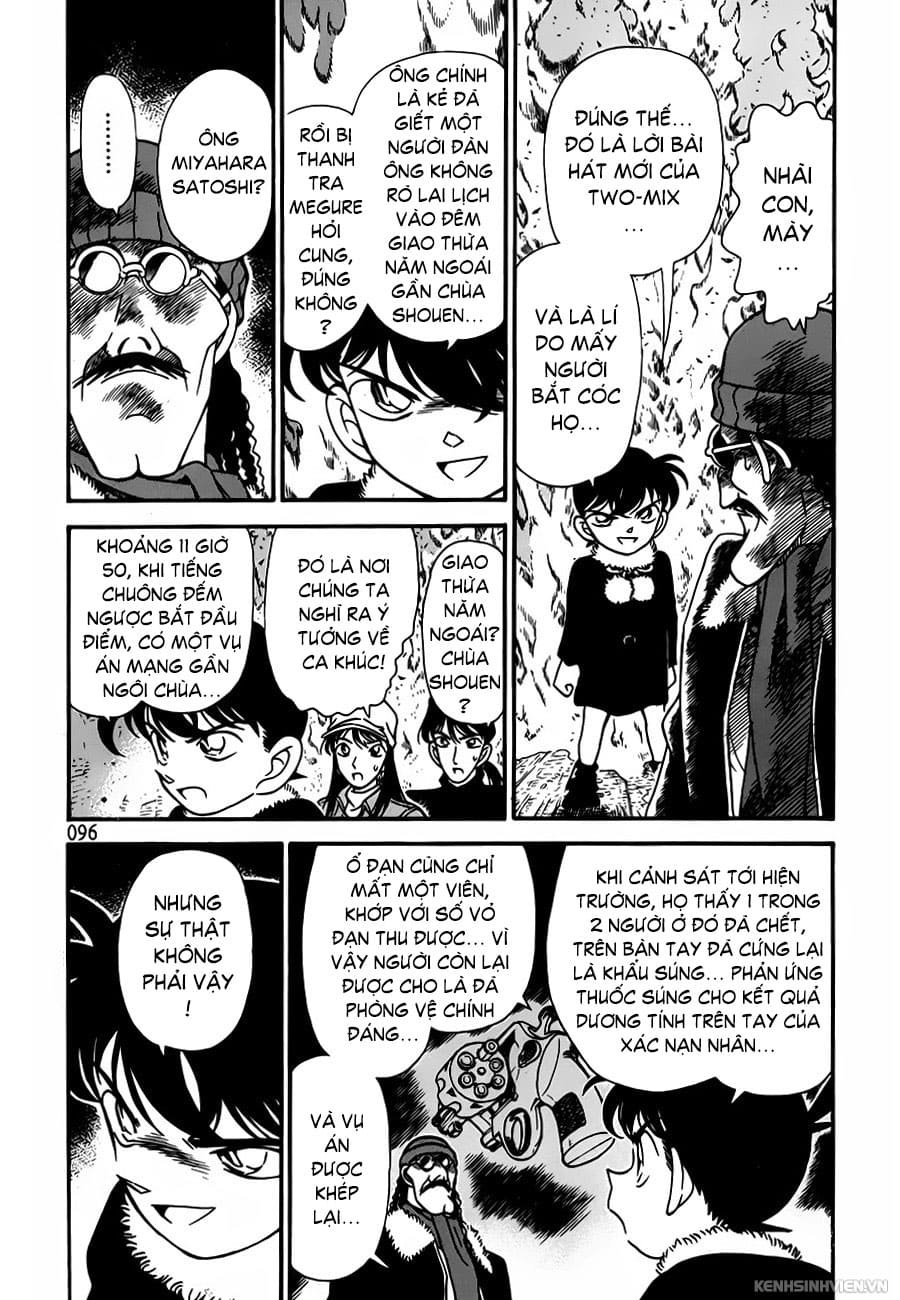 NHÃI
CON,
MÀY
...
ĐÚNG THẾ...
ĐÓ LÀ LỜI BÀI
HÁT MỚI CỦA
TWO-MIX
...
VÀ LÀ LÍ
DO MẤY
NGƯỜI
BẮT CÓC
HỌ...
ÔNG CHÍNH
LÀ KẺ ĐÃ
GIẾT MỘT
NGƯỜI ĐÀN
ÔNG KHÔNG
RÕ LAI LỊCH
VÀO ĐÊM
GIAO THỪA
NĂM NGOÁI
GẦN CHÙA
SHOUEN...
RỒI BỊ
THANH
TRA
MEGURE
HỎI
CUNG,
ĐÚNG
KHÔNG
?
ÔNG
MIYAHARA
SATOSHI?
.........
GIAO
THỪA
NĂM
NGOÁI?
CHÙA
SHOUEN
?
ĐÓ LÀ NƠI
CHÚNG TA
NGHĨ RA Ý
TƯỞNG VỀ
CA KHÚC!
KHOẢNG 11 GIỜ
50, KHI TIẾNG
CHUÔNG ĐẾM
NGƯỢC BẮT ĐẦU
ĐIỂM, CÓ MỘT VỤ
ÁN MẠNG GẦN
NGÔI CHÙA...
096
KHI CẢNH SÁT TỚI HIỆN
TRƯỜNG, HỌ THẤY 1 TRONG
2 NGƯỜI Ở ĐÓ ĐÃ CHẾT,
TRÊN BÀN TAY ĐÃ CỨNG LẠI
LÀ KHẨU SÚNG... PHẢN ỨNG
THUỐC SÚNG CHO KẾT QUẢ
DƯƠNG TÍNH TRÊN TAY CỦA
XÁC NẠN NHÂN...
Ổ ĐẠN CŨNG CHỈ
MẤT MỘT VIÊN,
KHỚP VỚI SỐ VỎ
ĐẠN THU ĐƯỢC... VÌ
VẬY NGƯỜI CÒN LẠI
ĐƯỢC CHO LÀ ĐÃ
PHÒNG VỆ CHÍNH
ĐÁNG...
VÀ VỤ
ÁN
ĐƯỢC
KHÉP
LẠI...
NHƯNG
SỰ THẬT
KHÔNG
PHẢI VẬY
!
KENHSINHVIEN.VN